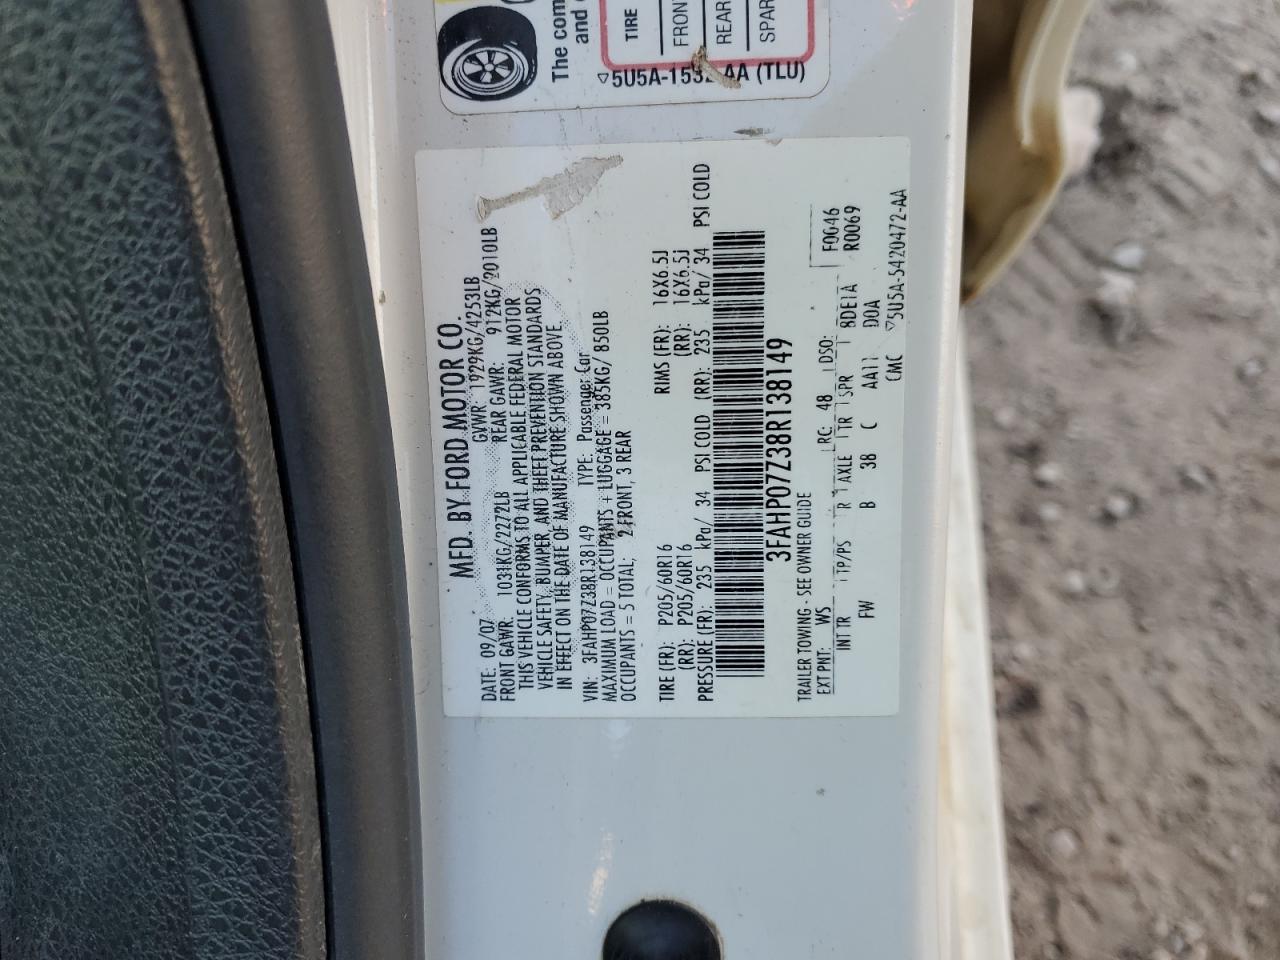 The com
and c
TIRE
FRON
REAR
SPAR
5U5A-1532 AA (TLU)
MFD. BY FORD MOTOR CO.
DATE: 09/07 GVWR: 1929KG/4253LB
FRONT GAWR: 1031KG/2272LB REAR GAWR: 912KG/2010LB
THIS VEHICLE CONFORMS TO ALL APPLICABLE FEDERAL MOTOR
VEHICLE SAFETY, BUMPER, AND THEFT PREVENTION STANDARDS
IN EFFECT ON THE DATE OF MANUFACTURE SHOWN ABOVE.
VIN: 3FAHP07Z38R138149 TYPE: Passenger Car
MAXIMUM LOAD = OCCUPANTS + LUGGAGE = 385KG/ 850LB
OCCUPANTS = 5 TOTAL; 2 FRONT, 3 REAR
TIRE (FR): P205/60R16 RIMS (FR): 16X6.5J
(RR): P205/60R16 (RR): 16X6.5J
PRESSURE (FR): 235 kPa/ 34 PSI COLD (RR): 235 kPa/ 34 PSI COLD
3FAHP07Z38R138149
TRAILER TOWING - SEE OWNER GUIDE
EXT PNT: WS RC: 48 DSO: F0646
INT TR TP/PS R AXLE TR SPR 8DE1A R0069
FW B 38 C AA11 DOA
CMC ▽5U5A-5420472-AA